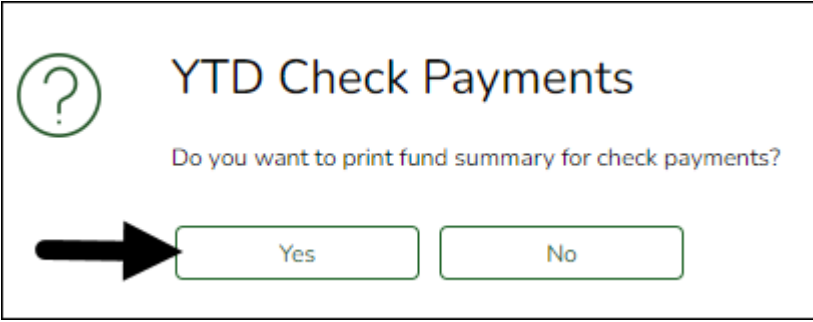 YTD Check Payments
Do you want to print fund summary for check payments?
Yes No